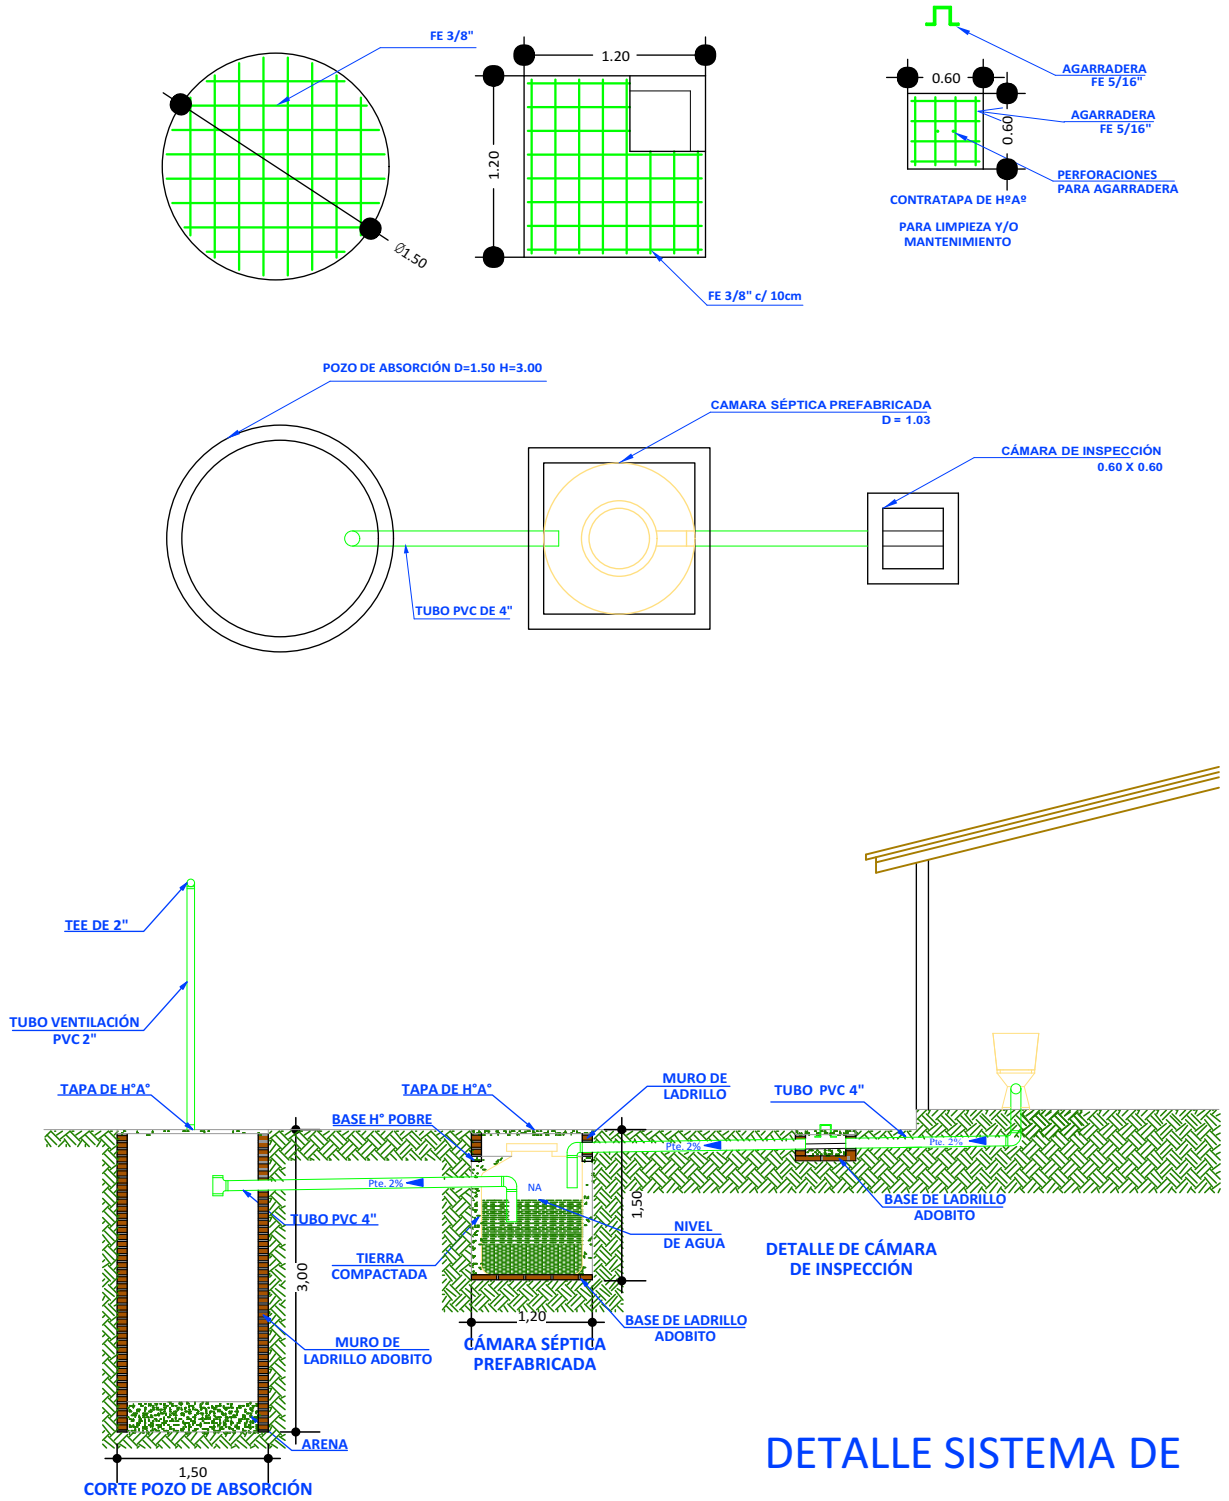 FE 3/8"
1.20
1.20
Ø1.50
FE 3/8" c/ 10cm
AGARRADERA
FE 5/16"
0.60
0.60
AGARRADERA
FE 5/16"
PERFORACIONES
PARA AGARRADERA
CONTRATAPA DE HºAº
PARA LIMPIEZA Y/O
MANTENIMIENTO
POZO DE ABSORCIÓN D=1.50 H=3.00
CAMARA SÉPTICA PREFABRICADA
D = 1.03
CÁMARA DE INSPECCIÓN
0.60 X 0.60
TUBO PVC DE 4"
TEE DE 2"
TUBO VENTILACIÓN
PVC 2"
TAPA DE H°A°
TAPA DE H°A°
BASE H° POBRE
MURO DE
LADRILLO
TUBO PVC 4"
Pte. 2%
Pte. 2%
Pte. 2%
NA
TUBO PVC 4"
TIERRA
COMPACTADA
NIVEL
DE AGUA
1,50
BASE DE LADRILLO
ADOBITO
DETALLE DE CÁMARA
DE INSPECCIÓN
3,00
1,20
BASE DE LADRILLO
ADOBITO
CÁMARA SÉPTICA
PREFABRICADA
MURO DE
LADRILLO ADOBITO
ARENA
1,50
CORTE POZO DE ABSORCIÓN
DETALLE SISTEMA DE